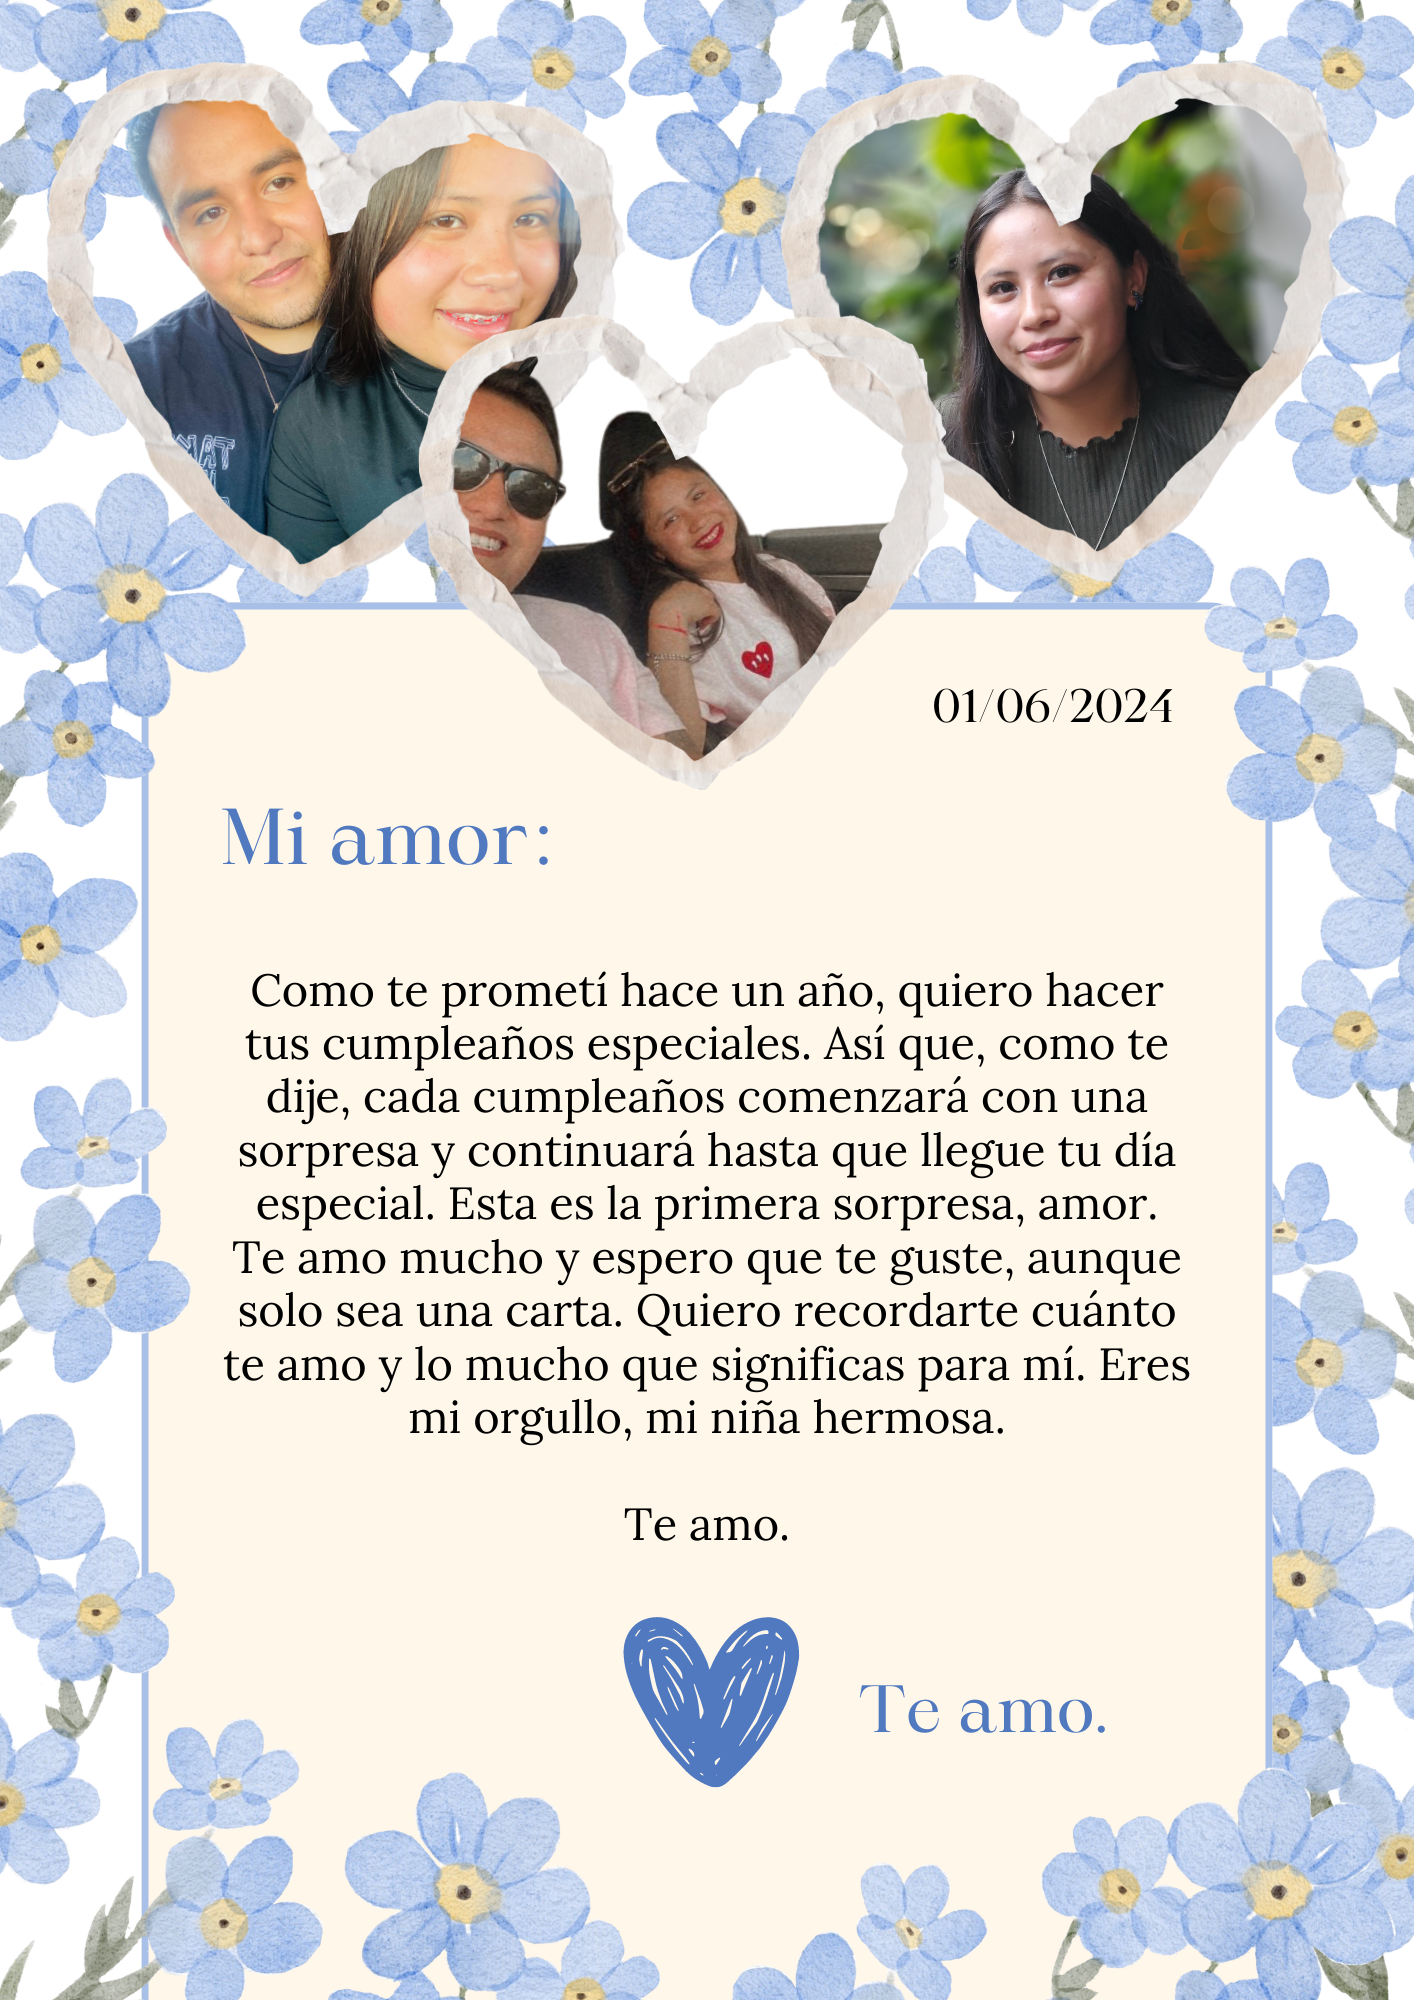 01/06/2024
Mi amor:
Como te prometí hace un año, quiero hacer
tus cumpleaños especiales. Así que, como te
dije, cada cumpleaños comenzará con una
sorpresa y continuará hasta que llegue tu día
especial. Esta es la primera sorpresa, amor.
Te amo mucho y espero que te guste, aunque
solo sea una carta. Quiero recordarte cuánto
te amo y lo mucho que significas para mí. Eres
mi orgullo, mi niña hermosa.
Te amo.
Te amo.